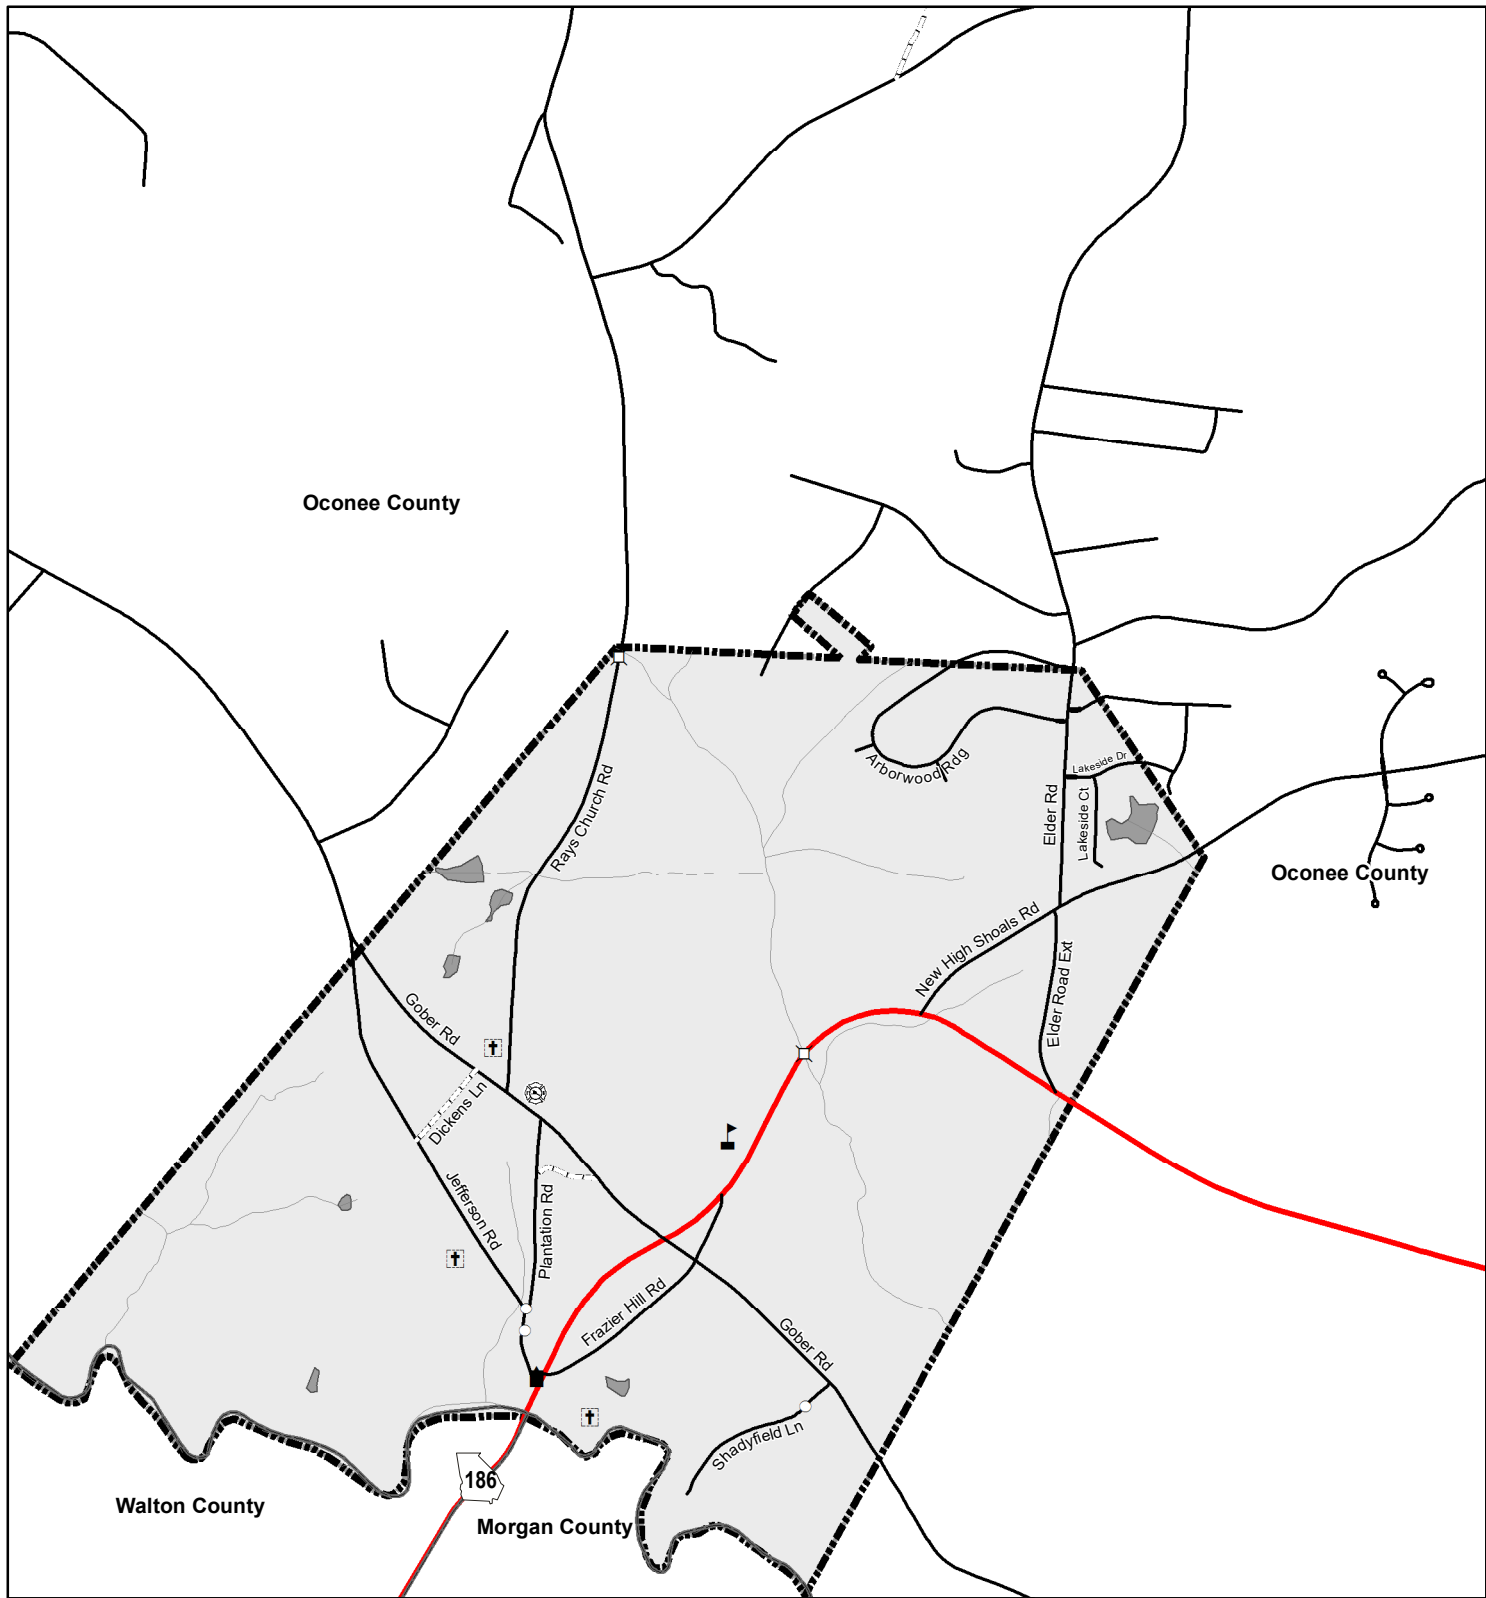 Oconee County
Arborwood Rdg
Lakeside Dr
Rays Church Rd
Elder Rd
Lakeside Ct
Oconee County
New High Shoals Rd
Elder Road Ext
Gober Rd
Dickens Ln
Jefferson Rd
Plantation Rd
Frazier Hill Rd
Gober Rd
Shadyfield Ln
186
Walton County
Morgan County